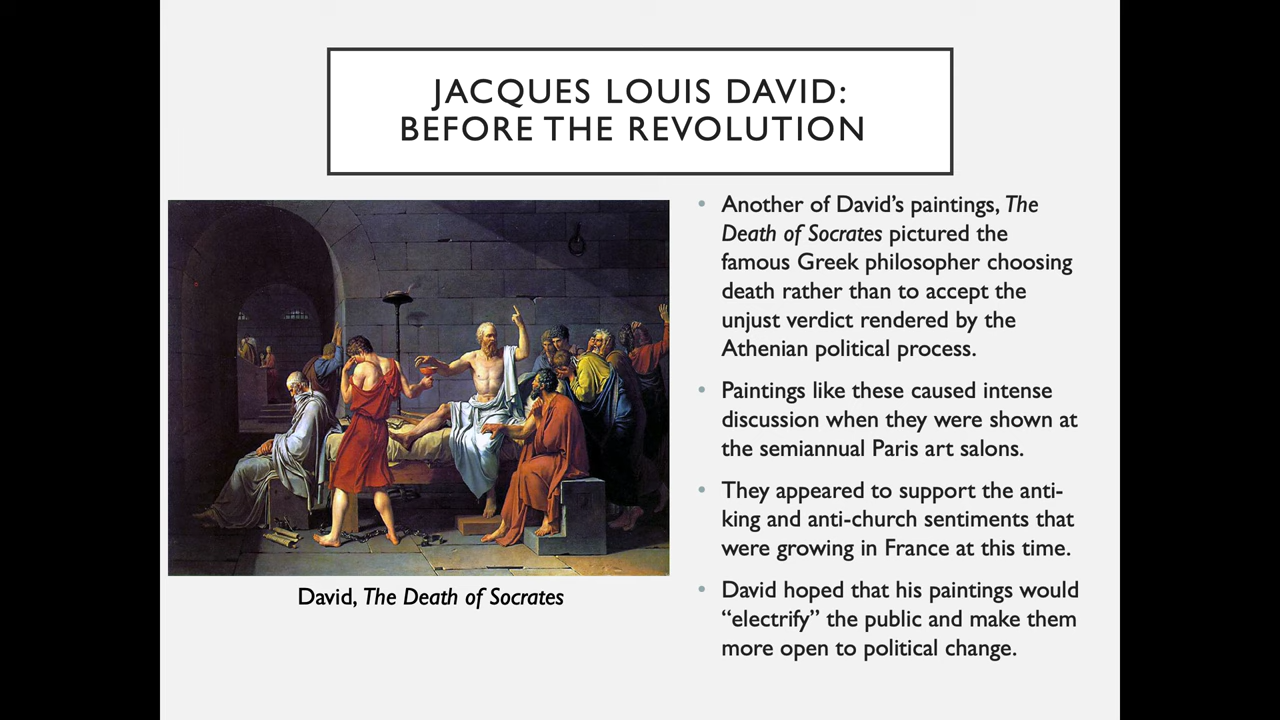 JACQUES LOUIS DAVID:
BEFORE THE REVOLUTION
• Another of David’s paintings, The
Death of Socrates pictured the
famous Greek philosopher choosing
death rather than to accept the
unjust verdict rendered by the
Athenian political process.
• Paintings like these caused intense
discussion when they were shown at
the semiannual Paris art salons.
• They appeared to support the anti-
king and anti-church sentiments that
were growing in France at this time.
• David hoped that his paintings would
“electrify” the public and make them
more open to political change.
David, The Death of Socrates